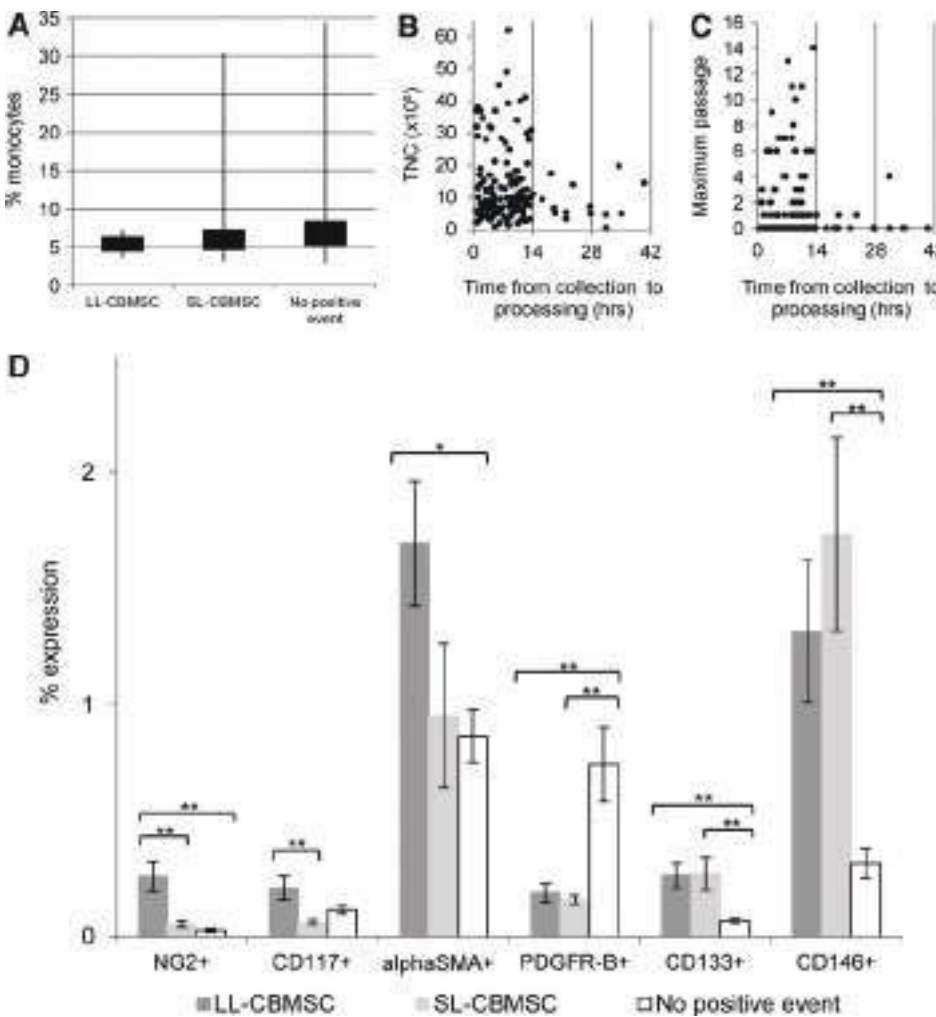 A
% monocytes
35
30
25
20
15
10
5
0
LL-CBMSC SL-CBMSC No-positive event
B
TNC (x10⁸)
60
50
40
30
20
10
0
0 14 28 42
Time from collection to processing (hrs)
C
Maximum passage
16
14
12
10
8
6
4
2
0
0 14 28 42
Time from collection to processing (hrs)
D
% expression
2
1
0
** ** ** * ** ** ** ** ** **
NG2+ CD117+ alphaSMA+ PDGFR-B+ CD133+ CD146+
LL-CBMSC SL-CBMSC No positive event